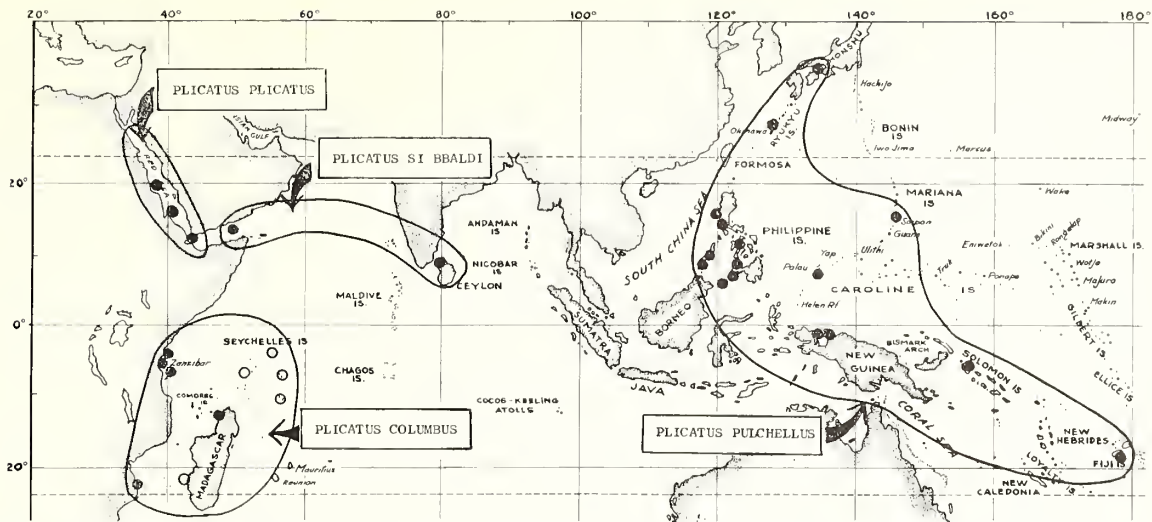 20° 40° 60° 80° 100° 120° 140° 160° 180°
HONSHU
PLICATUS PLICATUS
Hachijo
Midway
RYUKYU IS.
Okinawa
BONIN IS
Iwo Jima
Marcus
PLICATUS SI BBALDI
FORMOSA
20° 20°
MARIANA IS
Wake
Saipan
Guam
SOUTH CHINA SEA
ANDAMAN IS
PHILIPPINE IS.
Bikini
Rongelap
MARSHALL IS.
Yap
Ulithi
Eniwetok
Wotje
NICOBAR IS
CEYLON
Palau
Truk
Ponape
Majuro
CAROLINE IS
MALDIVE IS.
Helen Rf
Makin
BORNEO
0° 0°
SUMATRA
GILBERT IS.
SEYCHELLES IS
BISMARK ARCH
Zanzibar
CHAGOS IS.
NEW GUINEA
SOLOMON IS
JAVA
ELLICE IS.
COMORES IS
COCOS-KEELING ATOLLS
PLICATUS COLUMBUS
PLICATUS PULCHELLUS
CORAL SEA
NEW HEBRIDES
MADAGASCAR
FIJI IS
Mauritius
20° 20°
Reunion
LOYALTY IS
NEW CALEDONIA